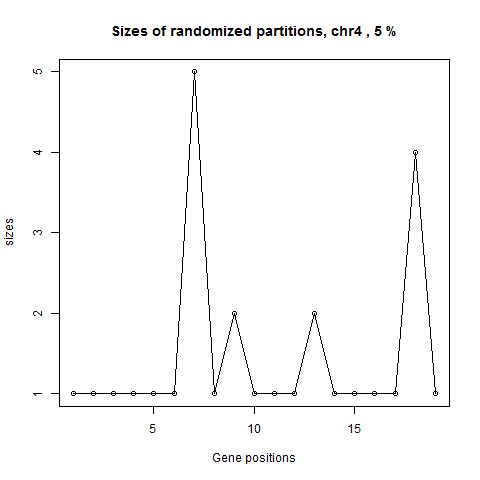 Sizes of randomized partitions, chr4 , 5 %
sizes
5
4
3
2
1
5 10 15
Gene positions